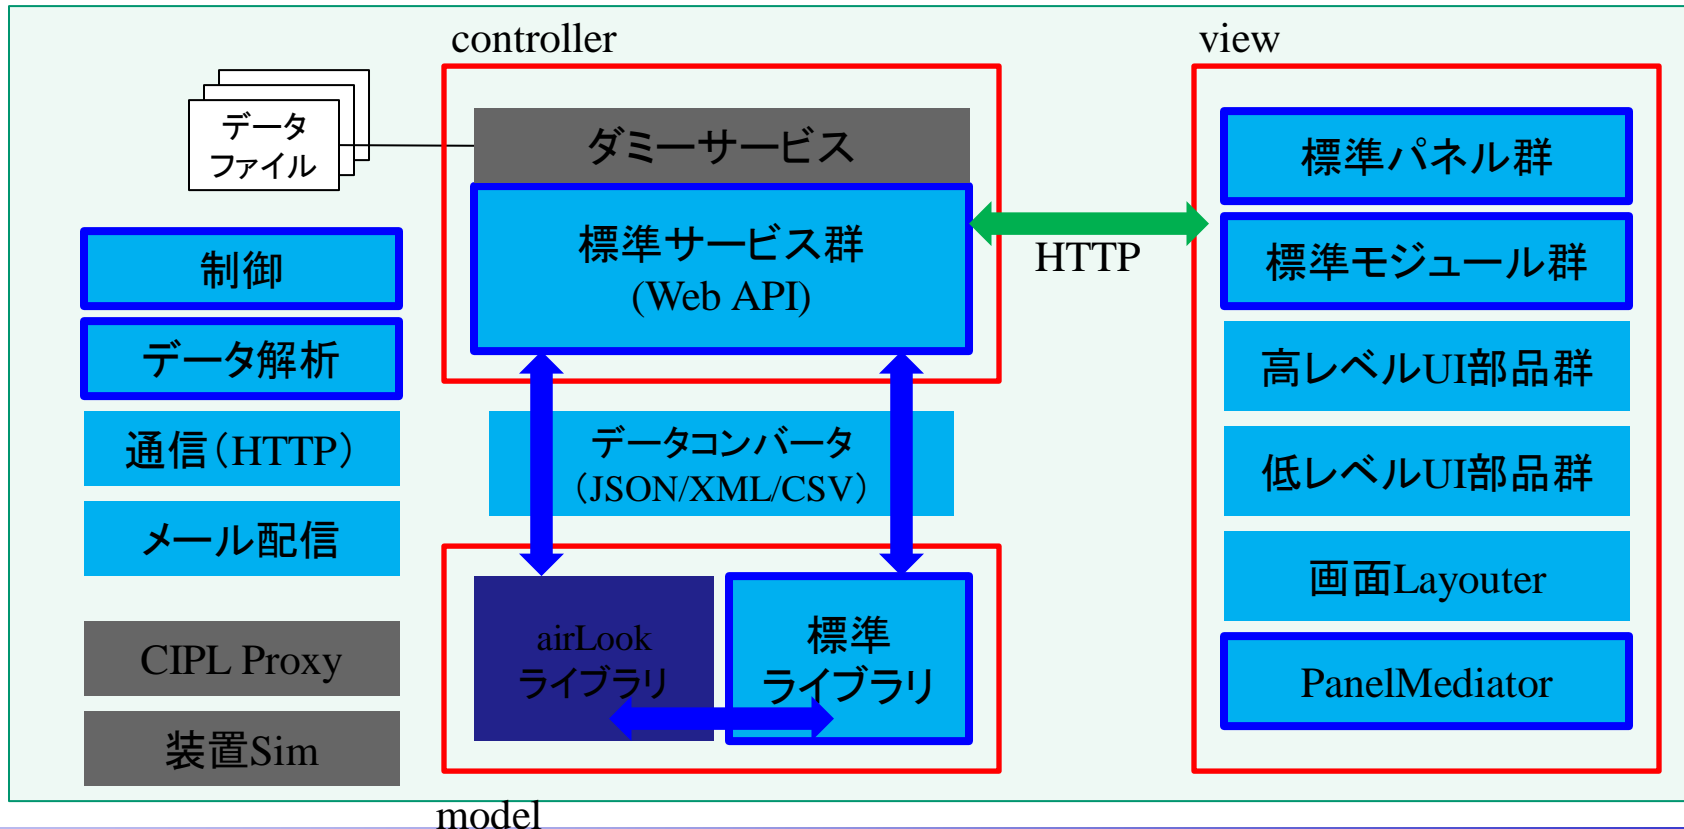 controller
view
データ
ファイル
ダミーサービス
標準サービス群
(Web API)
HTTP
標準パネル群
標準モジュール群
高レベルUI部品群
低レベルUI部品群
画面Layouter
PanelMediator
制御
データ解析
通信（HTTP）
メール配信
CIPL Proxy
装置Sim
データコンバータ
（JSON/XML/CSV）
airLook
ライブラリ
標準
ライブラリ
model